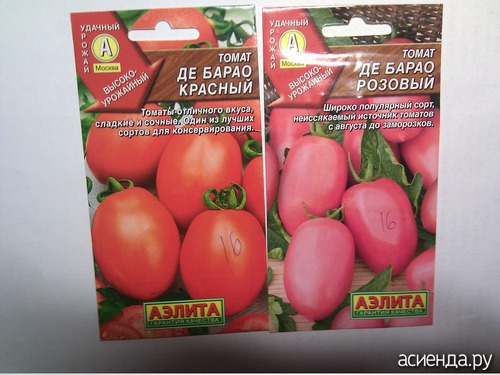 УДАЧНЫЙ
УРОЖАЙ
А
Москва
ВЫСОКО-
УРОЖАЙНЫЙ
ТОМАТ
ДЕ БАРАО
КРАСНЫЙ
Томаты отличного вкуса,
сладкие и сочные. Один из лучших
сортов для консервирования.
16
АЭЛИТА
ГАРАНТИЯ КАЧЕСТВА
УДАЧНЫЙ
УРОЖАЙ
А
Москва
ВЫСОКО-
УРОЖАЙНЫЙ
ТОМАТ
ДЕ БАРАО
РОЗОВЫЙ
Широко популярный сорт,
неиссякаемый источник томатов
с августа до заморозков.
16
АЭЛИТА
ГАРАНТИЯ КАЧЕСТВА
асиенда.ру